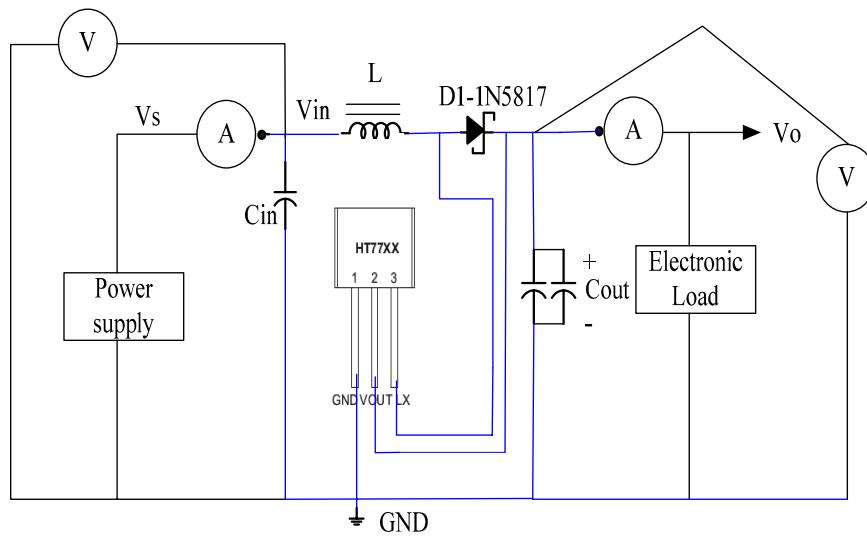 V
L
D1-1N5817
Vs
A
Vin
A
Vo
V
Cin
HT77XX
1 2 3
Power
supply
+
Cout
-
Electronic
Load
GND VOUT LX
GND